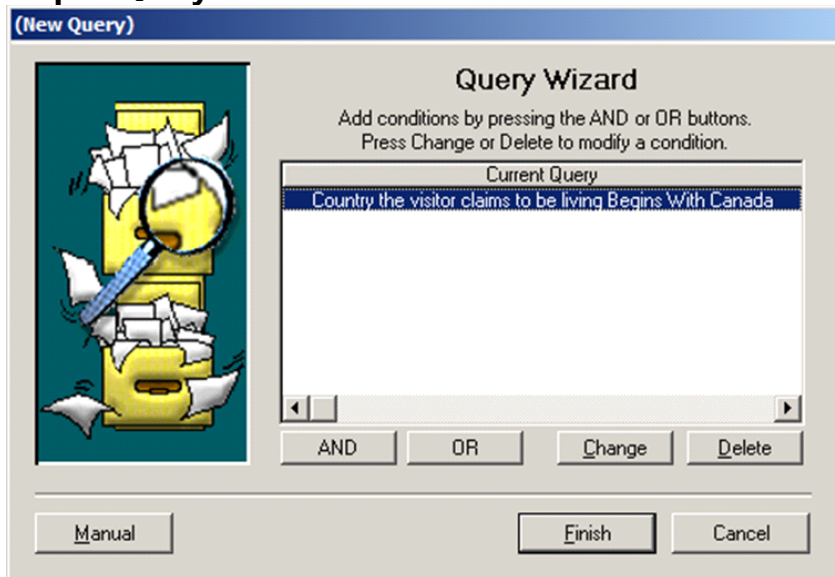 (New Query)
Query Wizard
Add conditions by pressing the AND or OR buttons.
Press Change or Delete to modify a condition.
Current Query
Country the visitor claims to be living Begins With Canada
AND OR Change Delete
Manual Finish Cancel